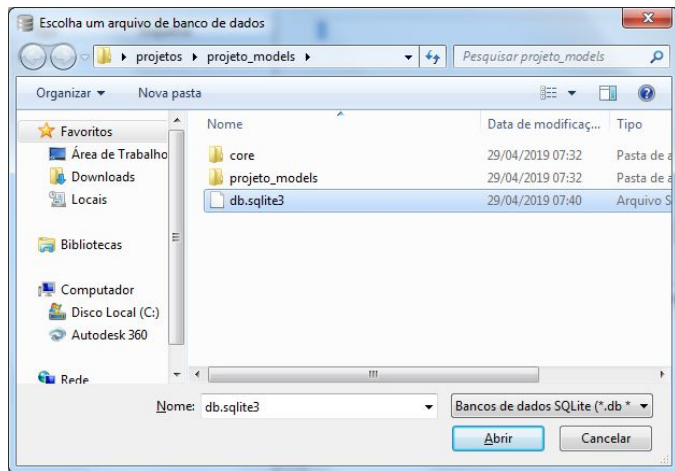 Escolha um arquivo de banco de dados
projetos projeto_models
Pesquisar projeto_models
Organizar Nova pasta
Nome Data de modificaç... Tipo
Favoritos
Área de Trabalho
Downloads
Locais
Bibliotecas
Computador
Disco Local (C:)
Autodesk 360
Rede
core 29/04/2019 07:32 Pasta de a
projeto_models 29/04/2019 07:32 Pasta de a
db.sqlite3 29/04/2019 07:40 Arquivo S
Nome: db.sqlite3 Bancos de dados SQLite (*.db *
Abrir Cancelar